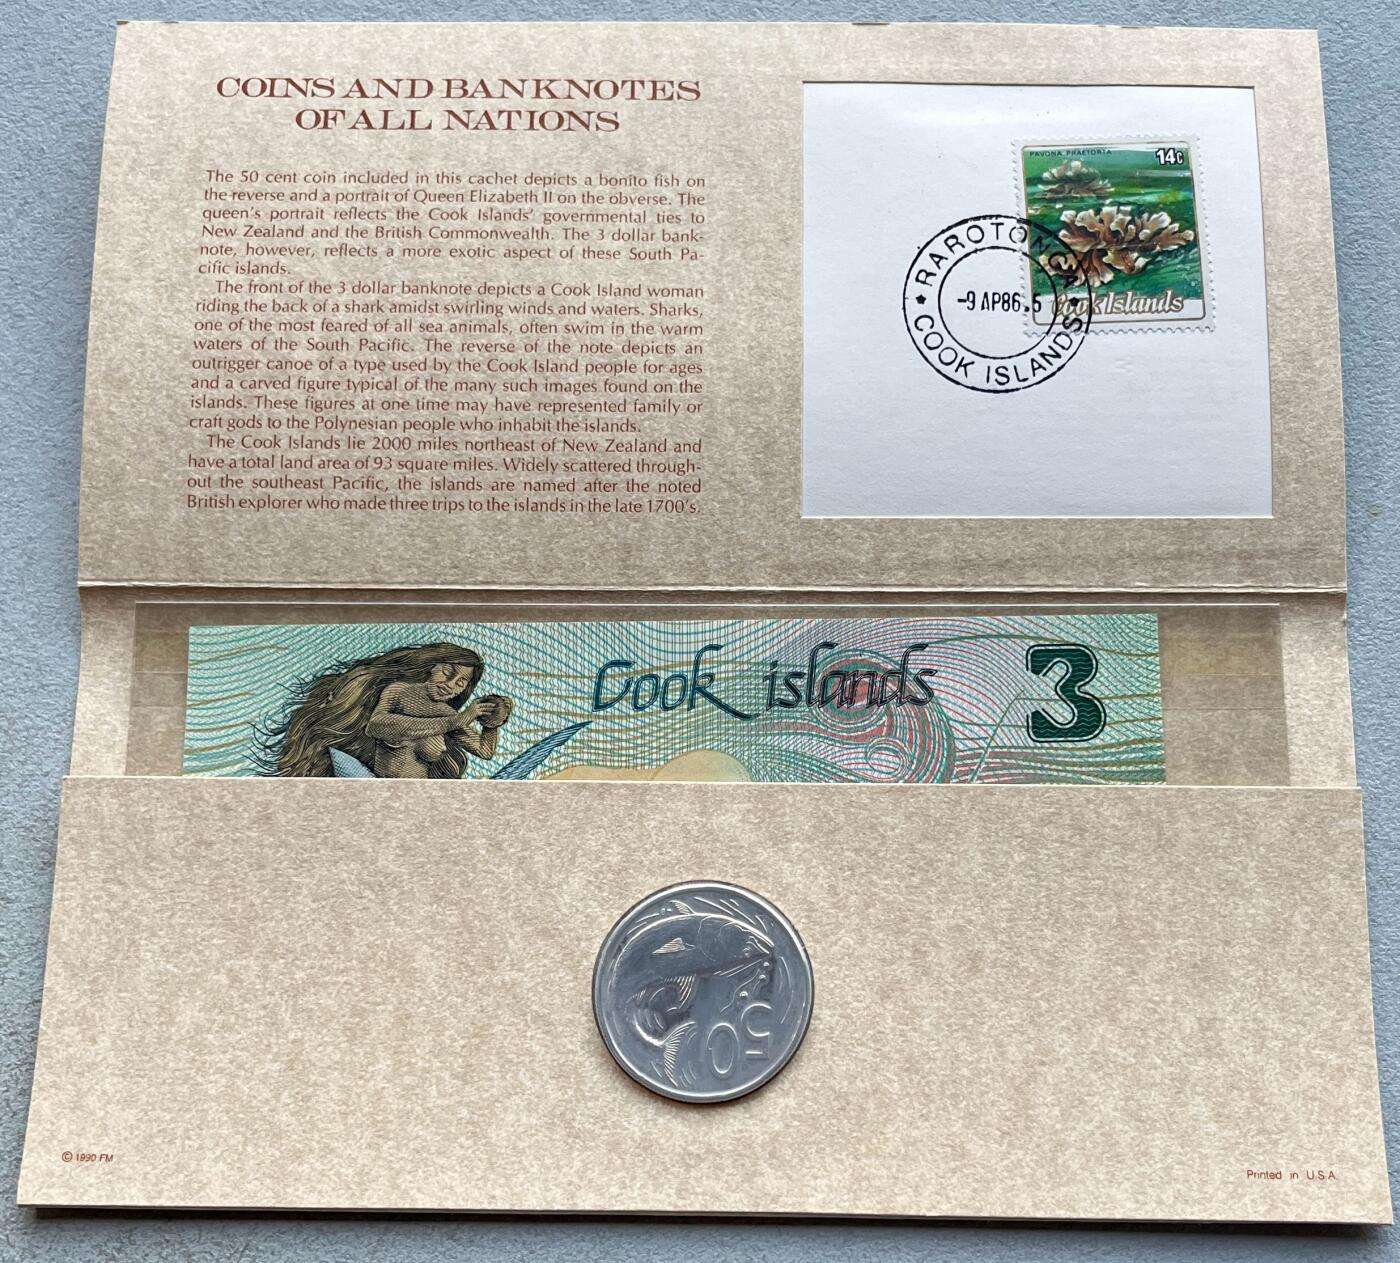 COINS AND BANKNOTES
OF ALL NATIONS
The 50 cent coin included in this cachet depicts a bonito fish on
the reverse and a portrait of Queen Elizabeth II on the obverse. The
queen's portrait reflects the Cook Islands' governmental ties to
New Zealand and the British Commonwealth. The 3 dollar bank-
note, however, reflects a more exotic aspect of these South Pa-
cific islands.
The front of the 3 dollar banknote depicts a Cook Island woman
riding the back of a shark amidst swirling winds and waters. Sharks,
one of the most feared of all sea animals, often swim in the warm
waters of the South Pacific. The reverse of the note depicts an
outrigger canoe of a type used by the Cook Island people for ages
and a carved figure typical of the many such images found on the
islands. These figures at one time may have represented family or
craft gods to the Polynesian people who inhabit the islands.
The Cook Islands lie 2000 miles northeast of New Zealand and
have a total land area of 93 square miles. Widely scattered through-
out the southeast Pacific, the islands are named after the noted
British explorer who made three trips to the islands in the late 1700's.
PAVONA PRAETORTA
14c
Cook Islands
RAROTONGA
-9 AP86.5
COOK ISLANDS
Cook islands
3
50
© 1990 FM
Printed in U.S.A.